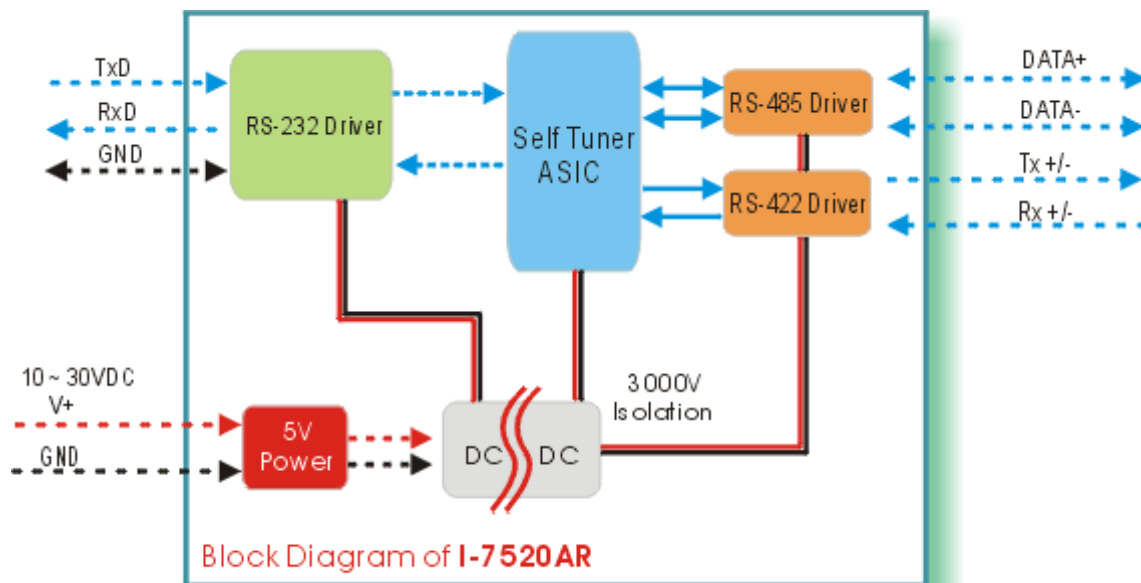 TxD
RxD
GND
RS-232 Driver
Self Tuner
ASIC
RS-485 Driver
RS-422 Driver
DATA+
DATA-
Tx +/-
Rx +/-
10 ~ 30VDC
V+
GND
5V
Power
DC
DC
3000V
Isolation
Block Diagram of I-7520AR